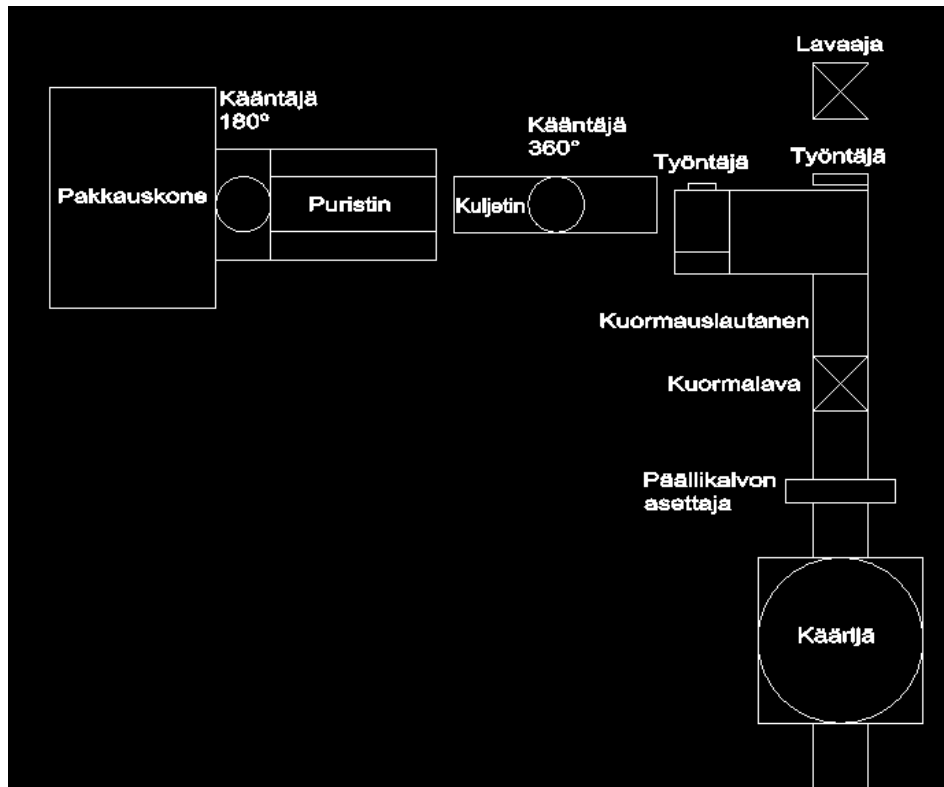 Lavaaja
Kääntäjä
180°
Kääntäjä
360°
Työntäjä
Työntäjä
Pakkauskone
Puristin
Kuljetin
Kuormauslautanen
Kuormalava
Päällikalvon
asettaja
Käärijä